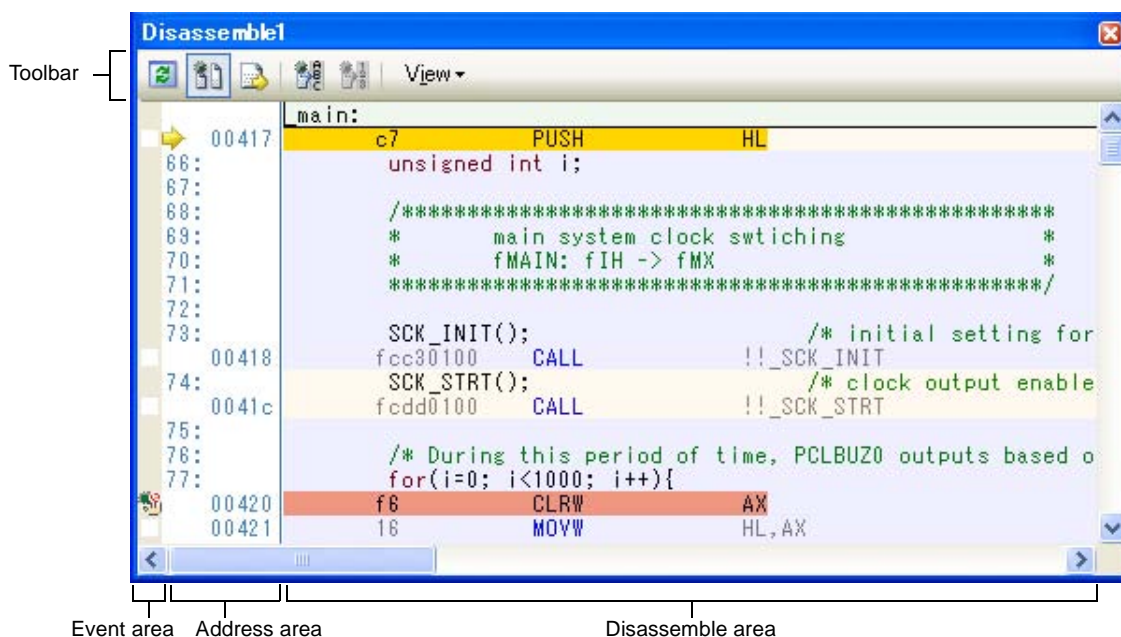 Disassemble1
Toolbar
View
_main:
00417 c7 PUSH HL
66: unsigned int i;
67:
68: /**************************************************
69: * main system clock swtiching *
70: * fMAIN: fIH -> fMX *
71: **************************************************/
72:
73: SCK_INIT(); /* initial setting for
00418 fcc30100 CALL !!_SCK_INIT
74: SCK_STRT(); /* clock output enable
0041c fcdd0100 CALL !!_SCK_STRT
75:
76: /* During this period of time, PCLBUZ0 outputs based o
77: for(i=0; i<1000; i++){
00420 f6 CLRW AX
00421 16 MOVW HL,AX
Event area Address area Disassemble area